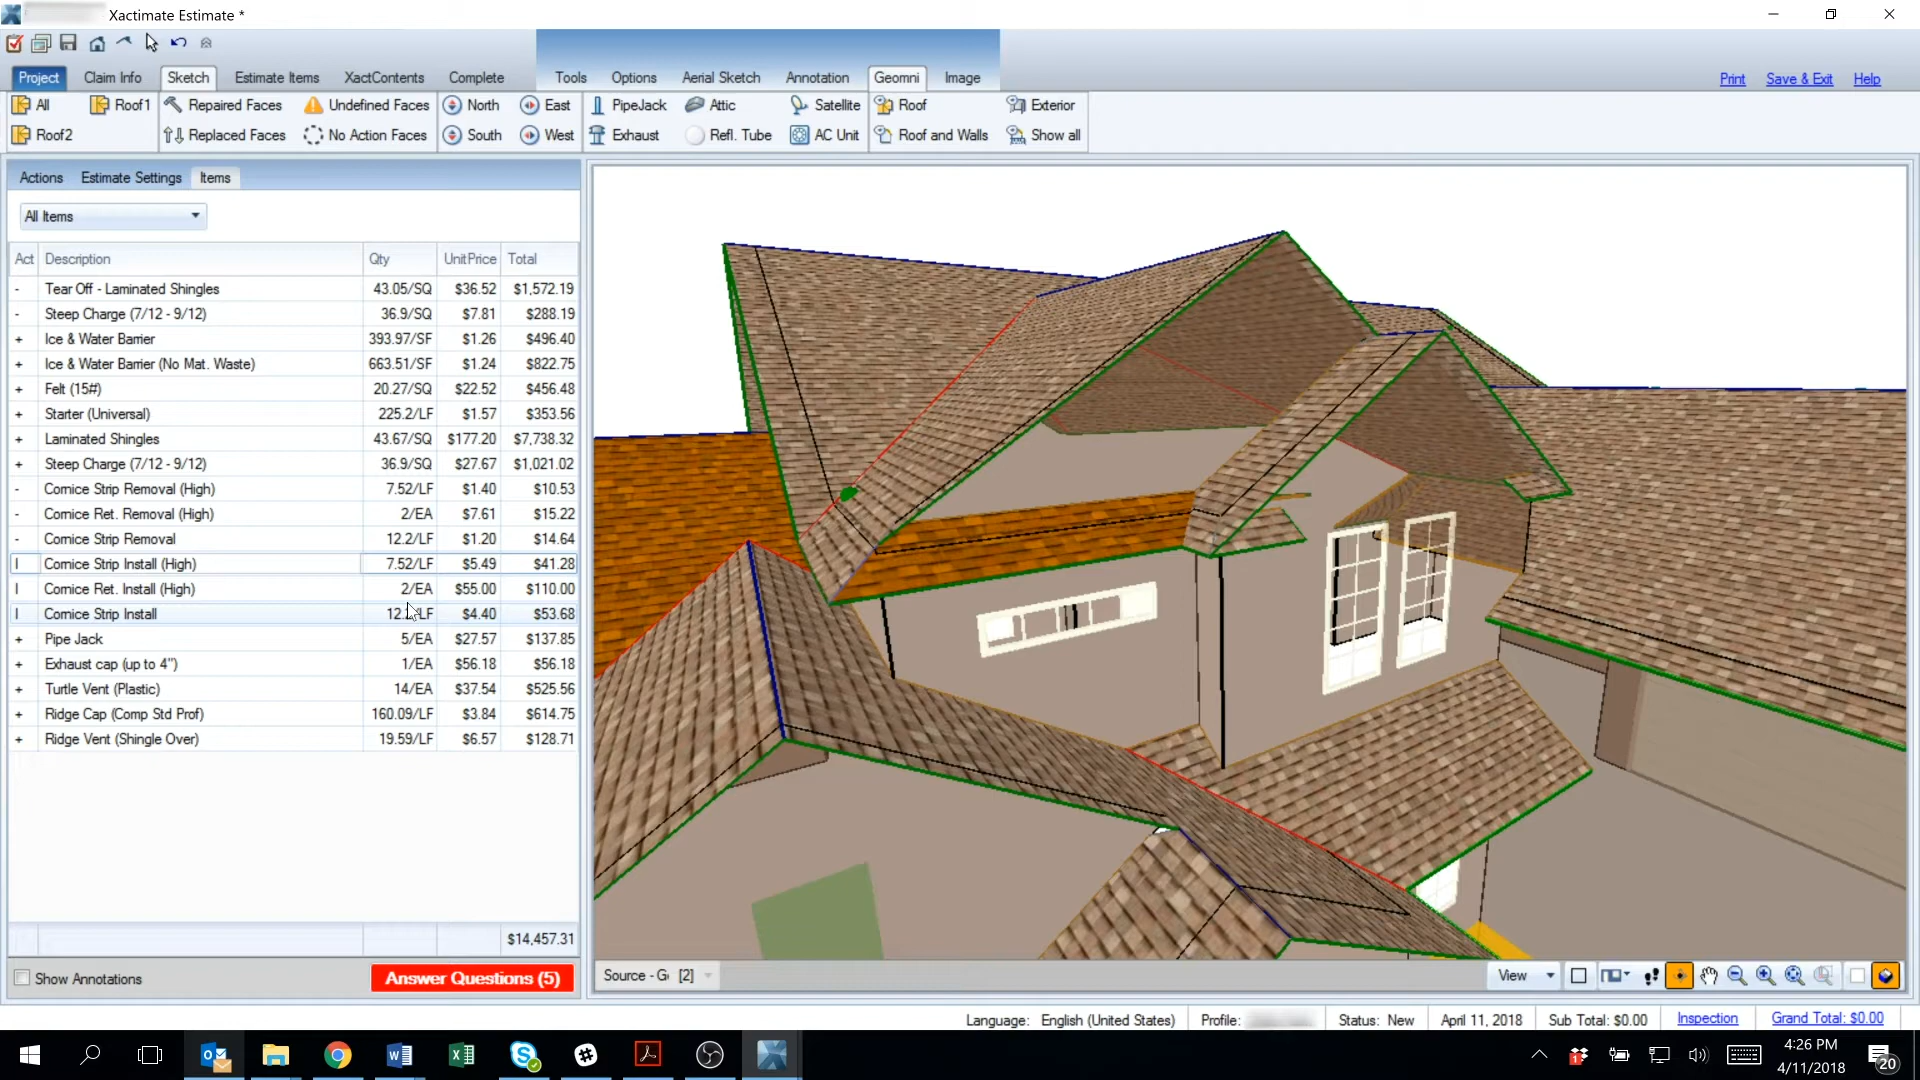 Xactimate Estimate *
Project Claim Info Sketch Estimate Items XactContents Complete Tools Options Aerial Sketch Annotation Geomni Image Print Save & Exit Help
All Roof1 Repaired Faces Undefined Faces North East PipeJack Attic Satellite Roof Exterior
Roof2 Replaced Faces No Action Faces South West Exhaust Refl. Tube AC Unit Roof and Walls Show all
Actions Estimate Settings Items
All Items
Act Description Qty UnitPrice Total
- Tear Off - Laminated Shingles 43.05/SQ $36.52 $1,572.19
- Steep Charge (7/12 - 9/12) 36.9/SQ $7.81 $288.19
+ Ice & Water Barrier 393.97/SF $1.26 $496.40
+ Ice & Water Barrier (No Mat. Waste) 663.51/SF $1.24 $822.75
+ Felt (15#) 20.27/SQ $22.52 $456.48
+ Starter (Universal) 225.2/LF $1.57 $353.56
+ Laminated Shingles 43.67/SQ $177.20 $7,738.32
+ Steep Charge (7/12 - 9/12) 36.9/SQ $27.67 $1,021.02
- Cornice Strip Removal (High) 7.52/LF $1.40 $10.53
- Cornice Ret. Removal (High) 2/EA $7.61 $15.22
- Cornice Strip Removal 12.2/LF $1.20 $14.64
I Cornice Strip Install (High) 7.52/LF $5.49 $41.28
I Cornice Ret. Install (High) 2/EA $55.00 $110.00
I Cornice Strip Install $4.40 $53.68
+ Pipe Jack 5/EA $27.57 $137.85
+ Exhaust cap (up to 4") 1/EA $56.18 $56.18
+ Turtle Vent (Plastic) 14/EA $37.54 $525.56
+ Ridge Cap (Comp Std Prof) 160.09/LF $3.84 $614.75
+ Ridge Vent (Shingle Over) 19.59/LF $6.57 $128.71
$14,457.31
Show Annotations Answer Questions (5) Source - [2] View
Language: English (United States) Profile: Status: New April 11, 2018 Sub Total: $0.00 Inspection Grand Total: $0.00
4:26 PM
4/11/2018
20